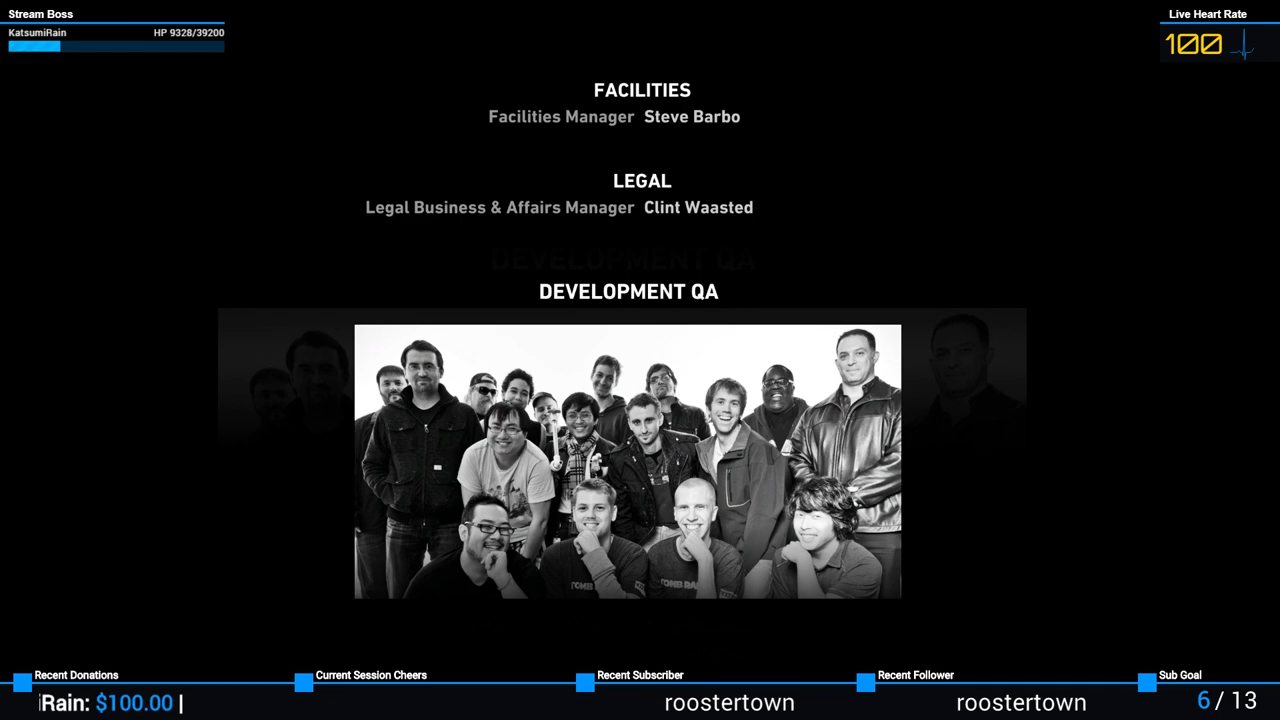 Stream Boss
KatsumiRain HP 9328/39200
Live Heart Rate
100
FACILITIES
Facilities Manager Steve Barbo
LEGAL
Legal Business & Affairs Manager Clint Waasted
DEVELOPMENT QA
DEVELOPMENT QA
Recent Donations
Rain: $100.00 |
Current Session Cheers
Recent Subscriber
roostertown
Recent Follower
roostertown
Sub Goal
6 / 13